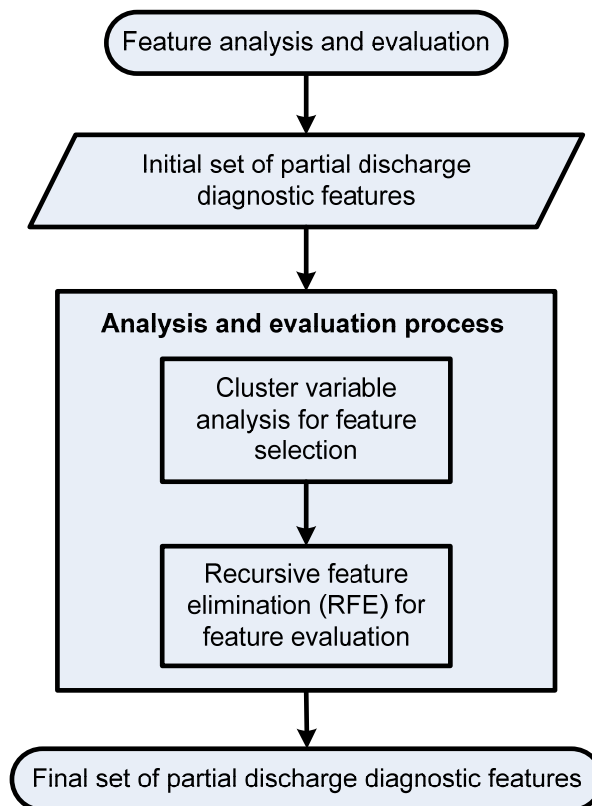 Feature analysis and evaluation
Initial set of partial discharge
diagnostic features
Analysis and evaluation process
Cluster variable
analysis for feature
selection
Recursive feature
elimination (RFE) for
feature evaluation
Final set of partial discharge diagnostic features